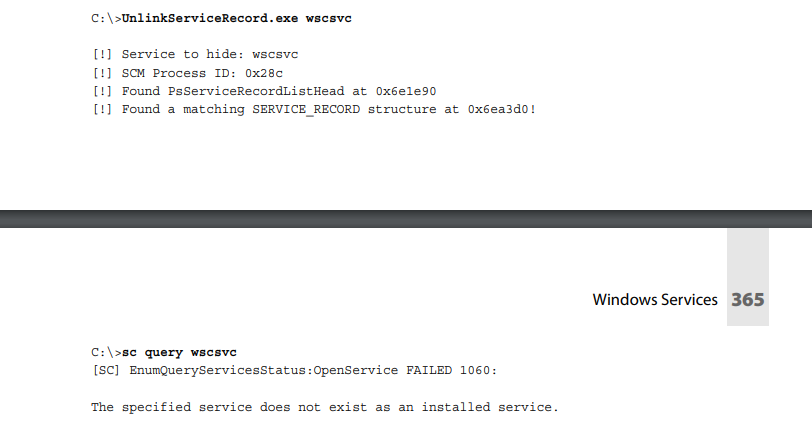 C:\>UnlinkServiceRecord.exe wscsvc
[!] Service to hide: wscsvc
[!] SCM Process ID: 0x28c
[!] Found PsServiceRecordListHead at 0x6e1e90
[!] Found a matching SERVICE_RECORD structure at 0x6ea3d0!
Windows Services 365
C:\>sc query wscsvc
[SC] EnumQueryServicesStatus:OpenService FAILED 1060:
The specified service does not exist as an installed service.